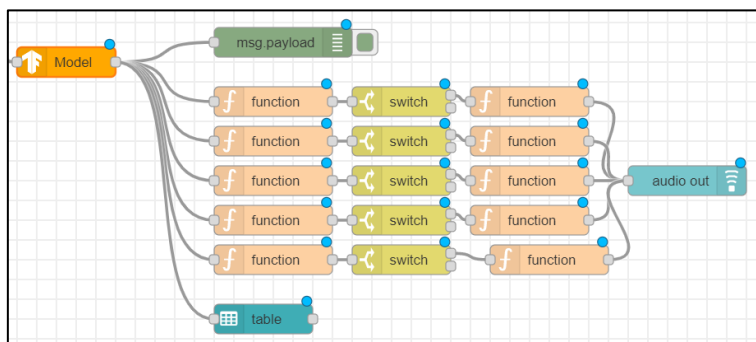 msg.payload
Model
function switch function
function switch function
function switch function
audio out
function switch function
function switch function
table